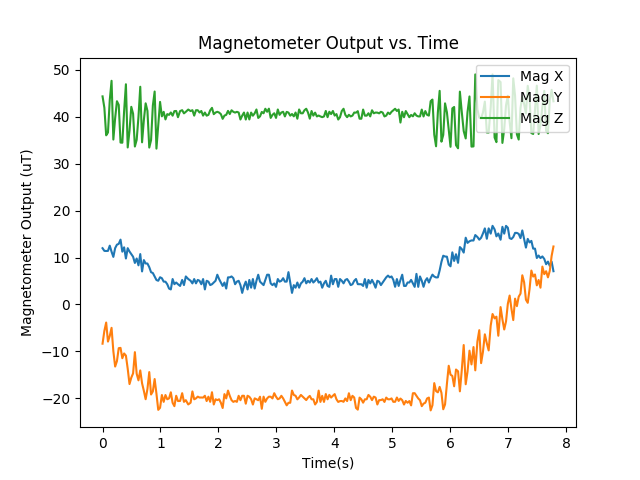 Magnetometer Output vs. Time
Mag X
Mag Y
Mag Z
Magnetometer Output (uT)
50
40
30
20
10
0
−10
−20
0 1 2 3 4 5 6 7 8
Time(s)